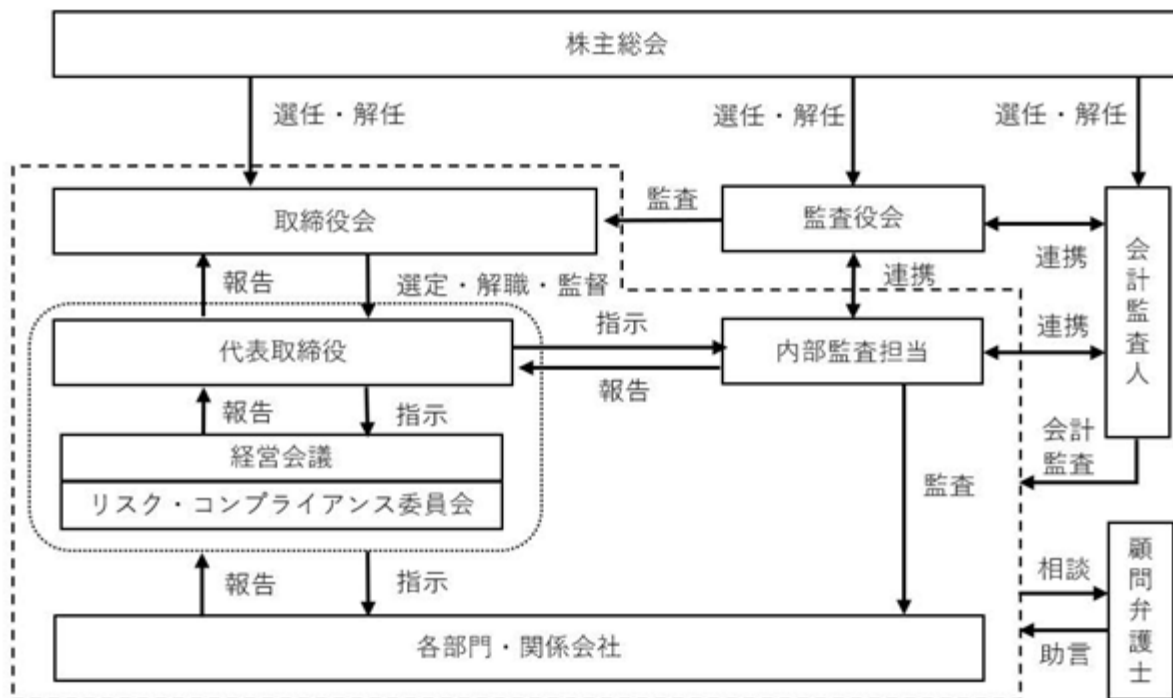 株主総会
選任・解任
選任・解任
選任・解任
取締役会
監査
監査役会
連携
会計監査人
報告
選定・解職・監督
連携
代表取締役
指示
報告
内部監査担当
連携
報告
指示
会計
監査
経営会議
リスク・コンプライアンス委員会
監査
報告
指示
相談
助言
顧問弁護士
各部門・関係会社